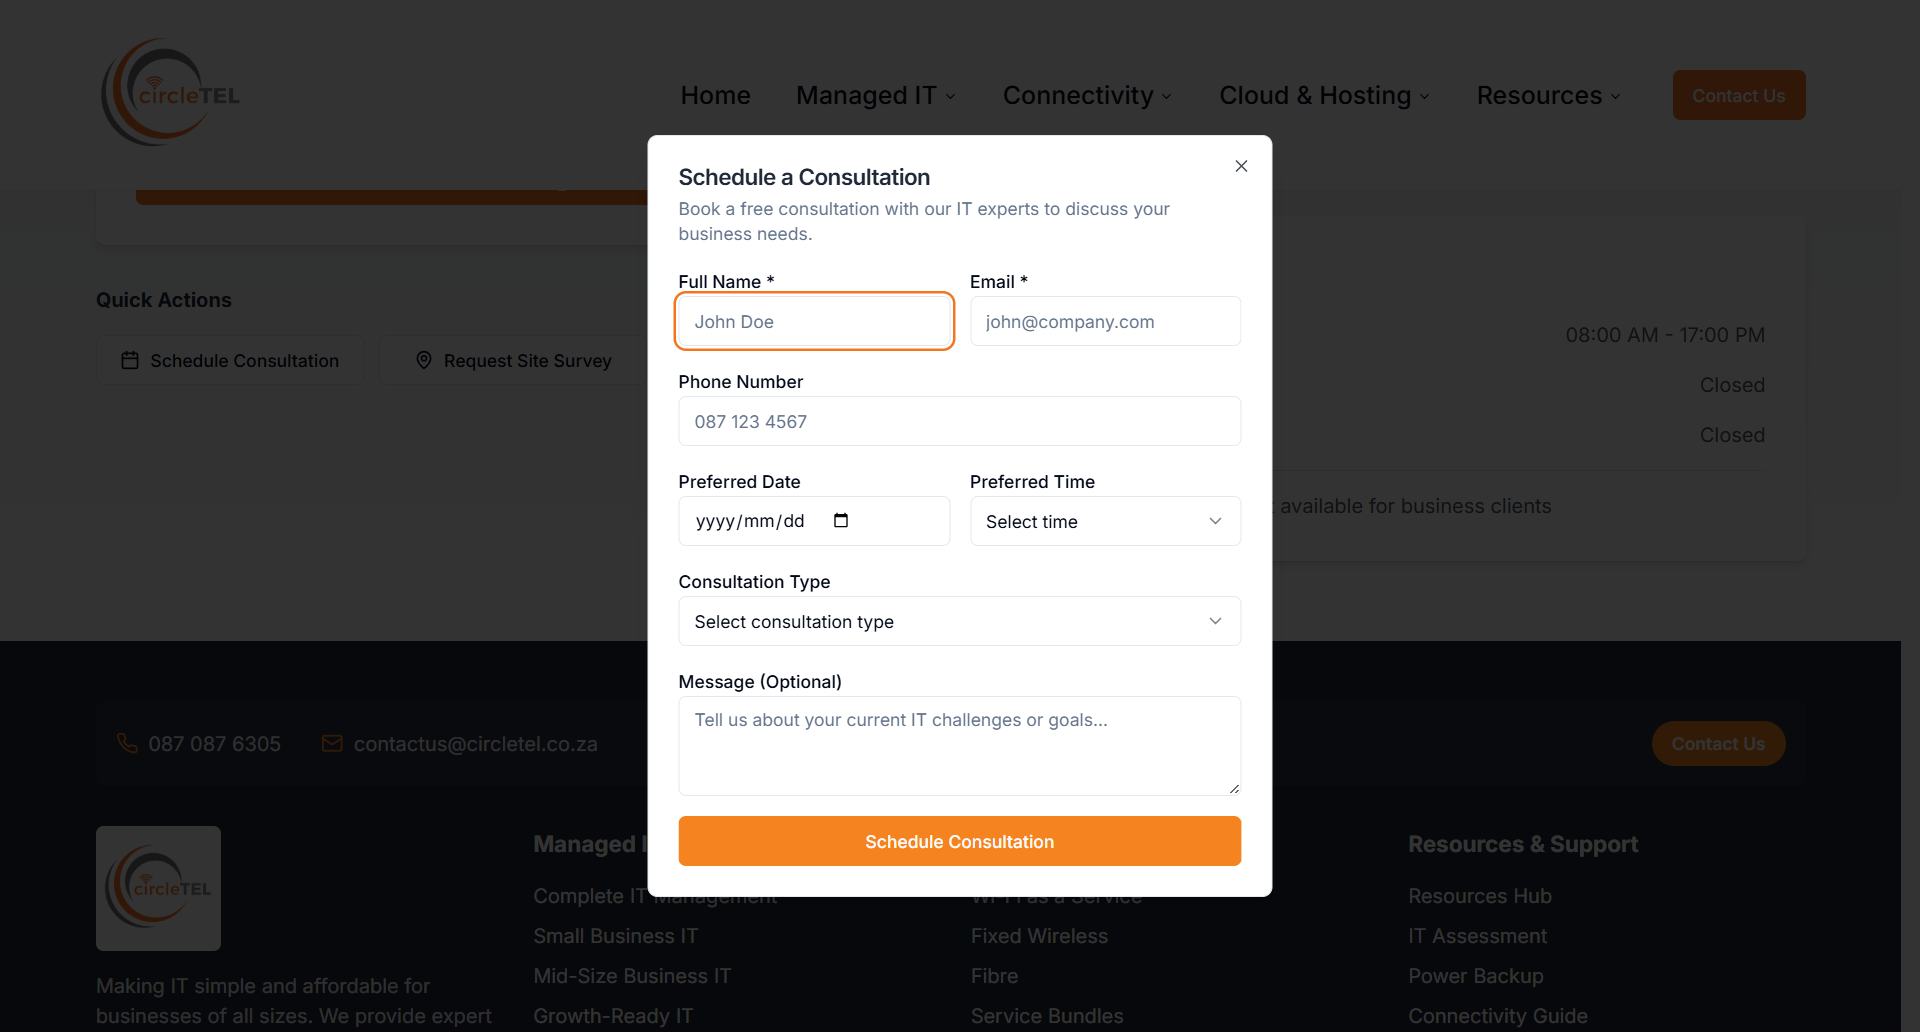 circleTEL
Home
Managed IT
Connectivity
Cloud & Hosting
Resources
Contact Us
Schedule a Consultation
Book a free consultation with our IT experts to discuss your
business needs.
Full Name *
Email *
John Doe
john@company.com
Phone Number
087 123 4567
Preferred Date
Preferred Time
yyyy/mm/dd
Select time
Consultation Type
Select consultation type
Message (Optional)
Tell us about your current IT challenges or goals...
Schedule Consultation
Quick Actions
Schedule Consultation
Request Site Survey
08:00 AM - 17:00 PM
Closed
Closed
available for business clients
087 087 6305
contactus@circletel.co.za
Contact Us
circleTEL
Making IT simple and affordable for
businesses of all sizes. We provide expert
Managed
Complete IT Management
Small Business IT
Mid-Size Business IT
Growth-Ready IT
Wi-Fi as a Service
Fixed Wireless
Fibre
Service Bundles
Resources & Support
Resources Hub
IT Assessment
Power Backup
Connectivity Guide